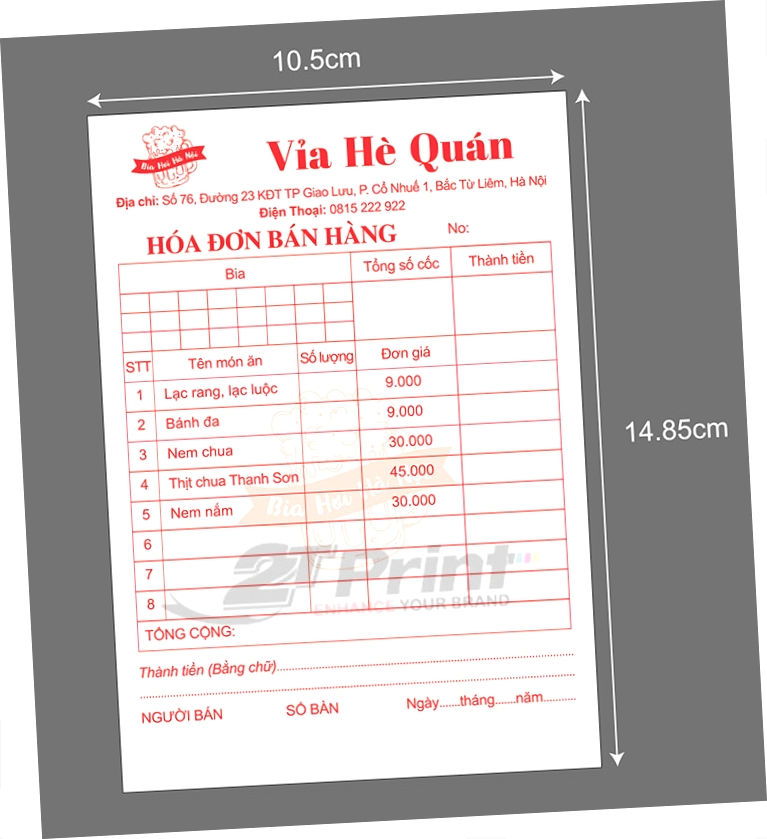 10.5cm
Bia Hơi Hà Nội
Vỉa Hè Quán
Địa chỉ: Số 76, Đường 23 KĐT TP Giao Lưu, P. Cổ Nhuế 1, Bắc Từ Liêm, Hà Nội
Điện Thoại: 0815 222 922
HÓA ĐƠN BÁN HÀNG No:
Bia Tổng số cốc Thành tiền
STT Tên món ăn Số lượng Đơn giá
1 Lạc rang, lạc luộc 9.000
2 Bánh đa 9.000
3 Nem chua 30.000
14.85cm
4 Thịt chua Thanh Sơn 45.000
Bia Hơi Hà Nội
5 Nem nắm 30.000
6
7
8
2T Print
ENHANCE YOUR BRAND
TỔNG CỘNG:
Thành tiền (Bằng chữ)
NGƯỜI BÁN SỐ BÀN Ngày......tháng......năm..........